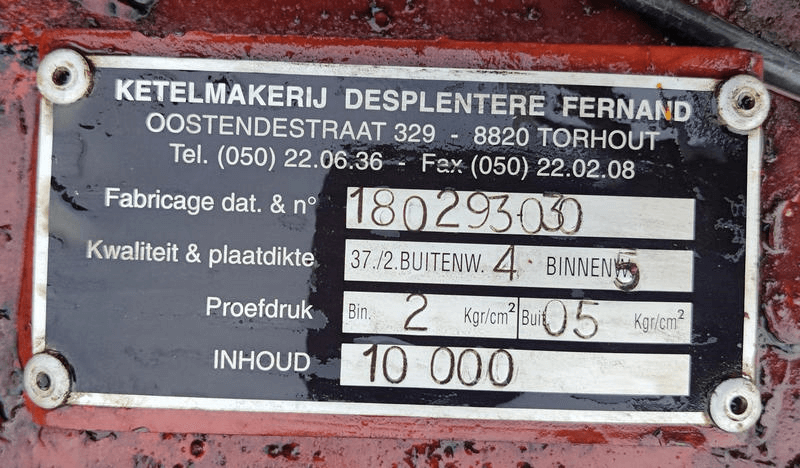 KETELMAKERIJ DESPLENTERE FERNAND
OOSTENDESTRAAT 329 - 8820 TORHOUT
Tel. (050) 22.06.36 - Fax (050) 22.02.08
Fabricage dat. & n° 180293-030
Kwaliteit & plaatdikte 37./2.BUITENW. 4 · BINNENW. 5
Proefdruk Bin. 2 Kgr/cm² Buit. 05 Kgr/cm²
INHOUD 10 000